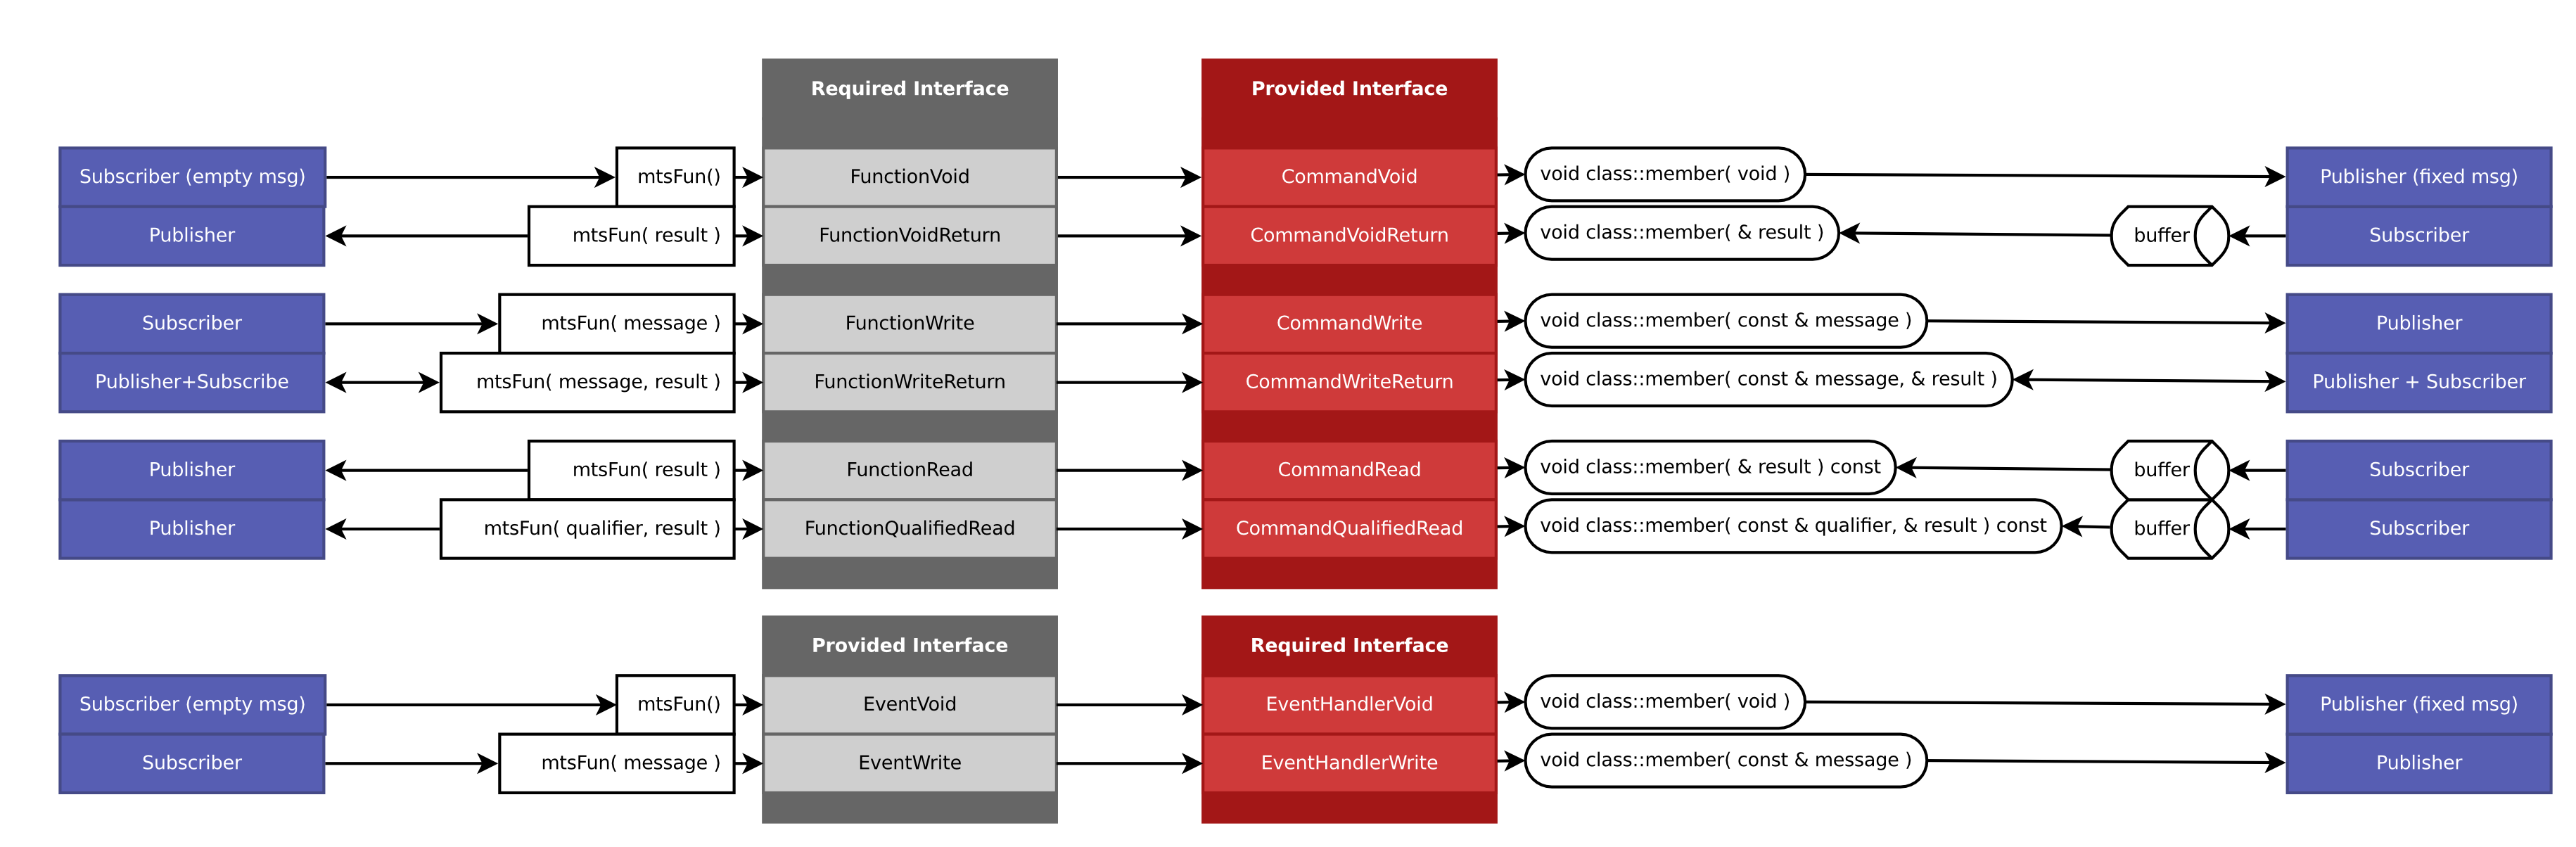 Required Interface
Provided Interface
Subscriber (empty msg)
mtsFun()
FunctionVoid
CommandVoid
void class::member( void )
Publisher (fixed msg)
Publisher
mtsFun( result )
FunctionVoidReturn
CommandVoidReturn
void class::member( & result )
buffer
Subscriber
Subscriber
mtsFun( message )
FunctionWrite
CommandWrite
void class::member( const & message )
Publisher
Publisher+Subscribe
mtsFun( message, result )
FunctionWriteReturn
CommandWriteReturn
void class::member( const & message, & result )
Publisher + Subscriber
Publisher
mtsFun( result )
FunctionRead
CommandRead
void class::member( & result ) const
buffer
Subscriber
Publisher
mtsFun( qualifier, result )
FunctionQualifiedRead
CommandQualifiedRead
void class::member( const & qualifier, & result ) const
buffer
Subscriber
Provided Interface
Required Interface
Subscriber (empty msg)
mtsFun()
EventVoid
EventHandlerVoid
void class::member( void )
Publisher (fixed msg)
Subscriber
mtsFun( message )
EventWrite
EventHandlerWrite
void class::member( const & message )
Publisher